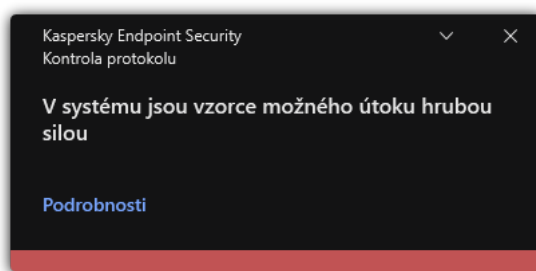 Kaspersky Endpoint Security
Kontrola protokolu
V systému jsou vzorce možného útoku hrubou
silou
Podrobnosti